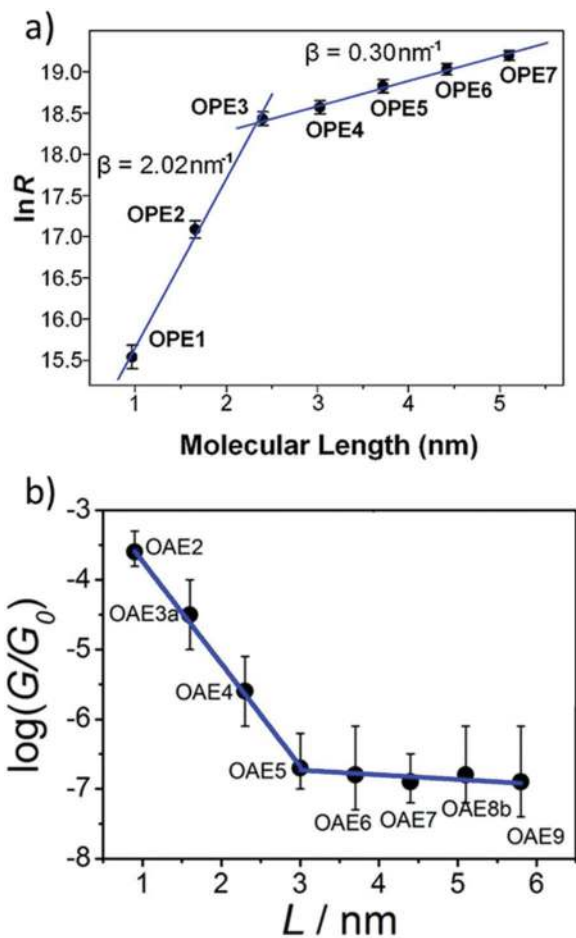 a)
β = 0.30nm⁻¹
19.0
18.5
18.0
17.0
16.5
16.0
15.5
lnR
β = 2.02nm⁻¹
OPE1
OPE2
OPE3
OPE4
OPE5
OPE6
OPE7
1
2
3
4
5
Molecular Length (nm)
b)
-3
-4
-5
-6
-7
-8
log(G/G₀)
OAE2
OAE3a
OAE4
OAE5
OAE6
OAE7
OAE8b
OAE9
1
2
3
4
5
6
L / nm